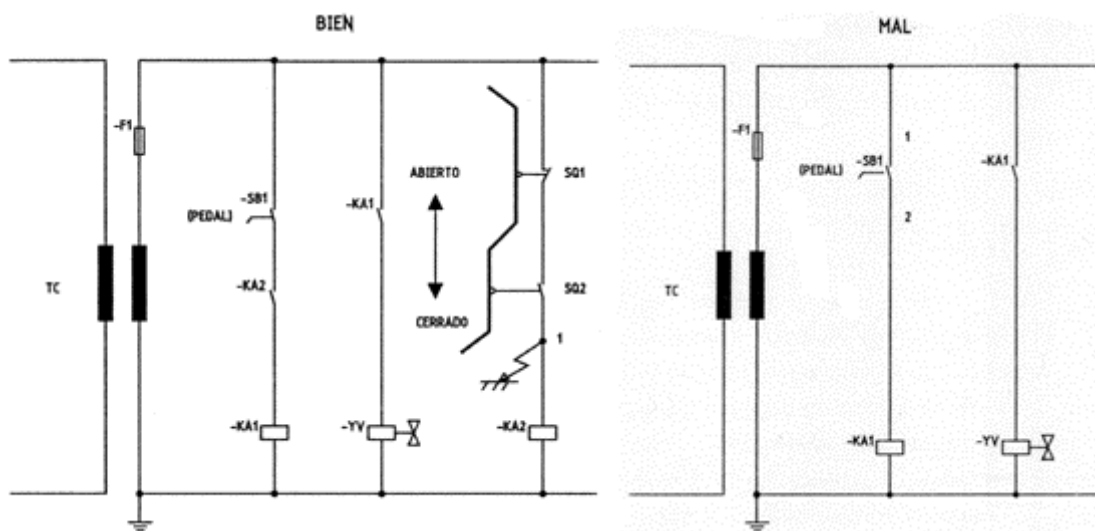 BIEN
-F1
-SB1
(PEDAL)
-KA1
ABIERTO
SQ1
-KA2
TC
SQ2
CERRADO
1
-KA1
-YV
-KA2
MAL
-F1
1
-SB1
(PEDAL)
-KA1
2
TC
-KA1
-YV